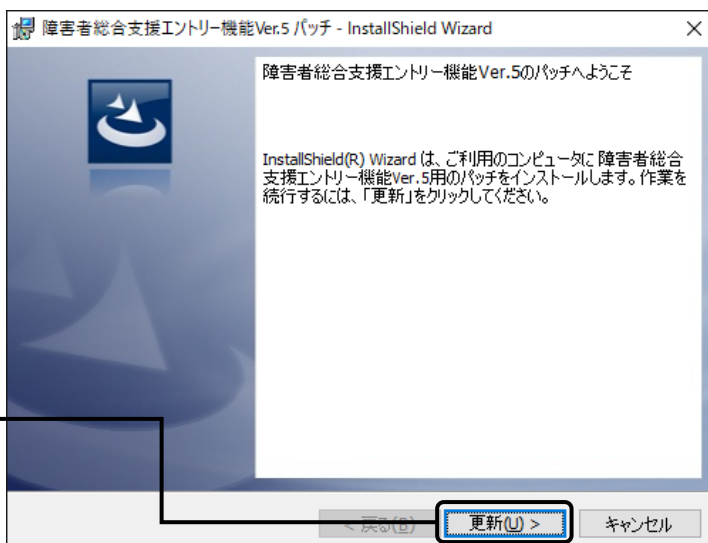 障害者総合支援エントリー機能Ver.5 パッチ - InstallShield Wizard
障害者総合支援エントリー機能Ver.5のパッチへようこそ
InstallShield(R) Wizard は、ご利用のコンピュータに 障害者総合
支援エントリー機能Ver.5用のパッチをインストールします。作業を
続行するには、「更新」をクリックしてください。
< 戻る(B)
更新(U) >
キャンセル